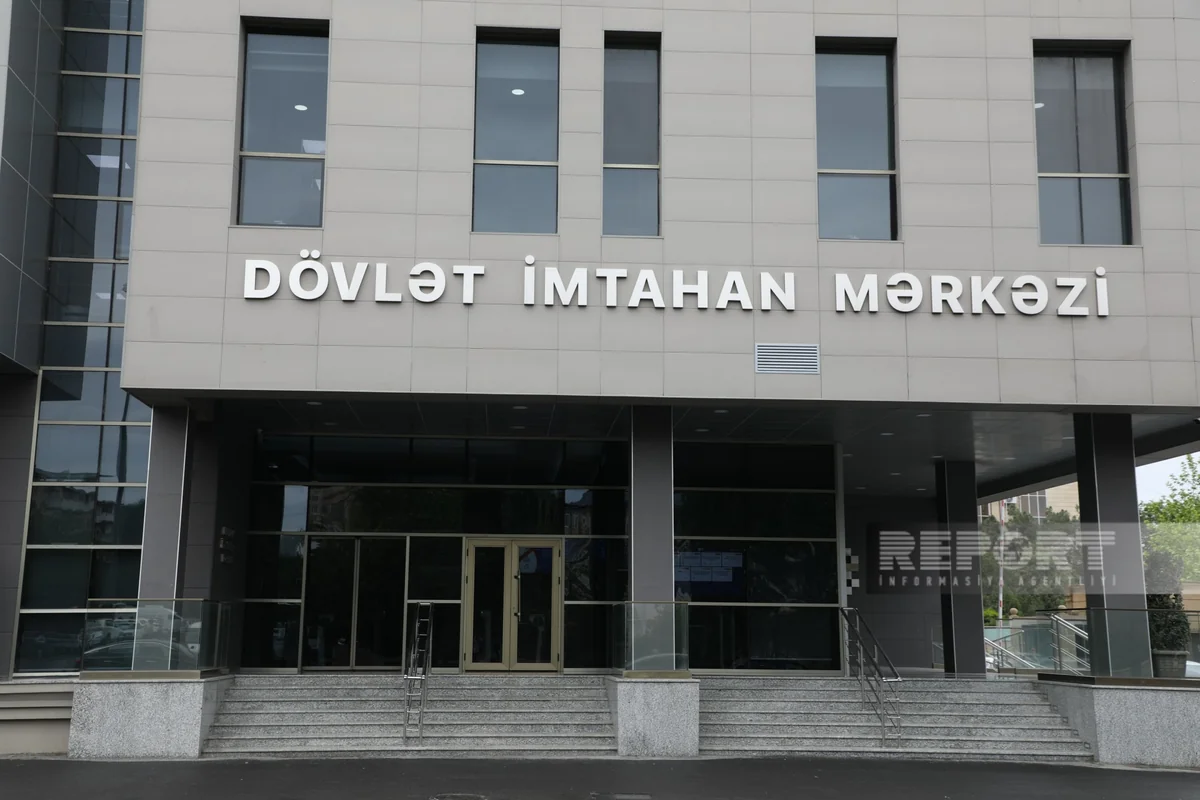 DÖVLƏT İMTAHAN MƏRKƏZİ
REPORT
İNFORMASİYA AGENTLİYİ